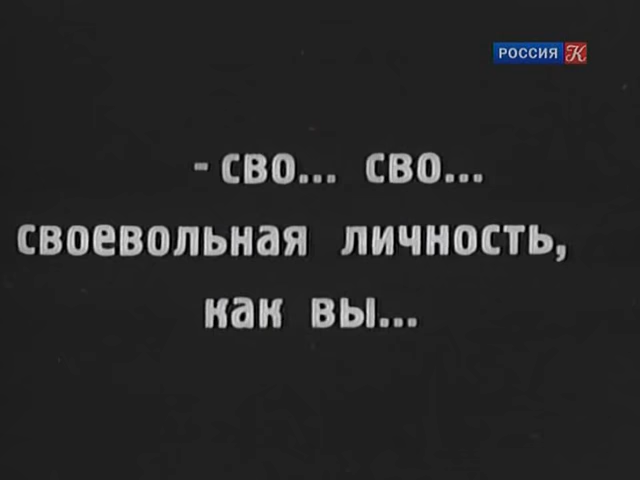 РОССИЯ К
- сво... сво...
своевольная личность,
как вы...